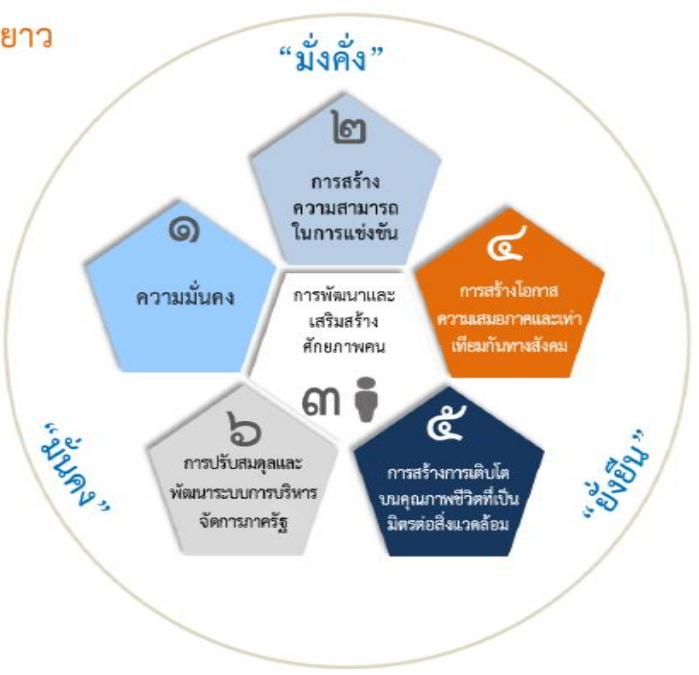 ยาว
“มั่งคั่ง”
๒
การสร้าง
ความสามารถ
ในการแข่งขัน
๑
ความมั่นคง
๔
การสร้างโอกาส
ความเสมอภาคและเท่า
เทียมกันทางสังคม
การพัฒนาและ
เสริมสร้าง
ศักยภาพคน
๓
๖
การปรับสมดุลและ
พัฒนาระบบการบริหาร
จัดการภาครัฐ
๕
การสร้างการเติบโต
บนคุณภาพชีวิตที่เป็น
มิตรต่อสิ่งแวดล้อม
“มั่นคง”
“ยั่งยืน”